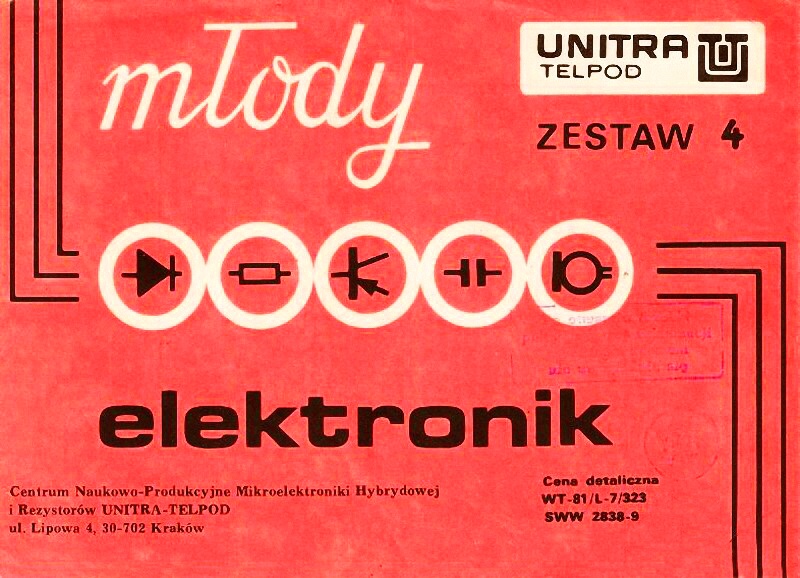 młody
UNITRA
TELPOD
ZESTAW 4
elektronik
Centrum Naukowo-Produkcyjne Mikroelektroniki Hybrydowej
i Rezystorów UNITRA-TELPOD
ul. Lipowa 4, 30-702 Kraków
Cena detaliczna
WT-81/L-7/323
SWW 2838-9